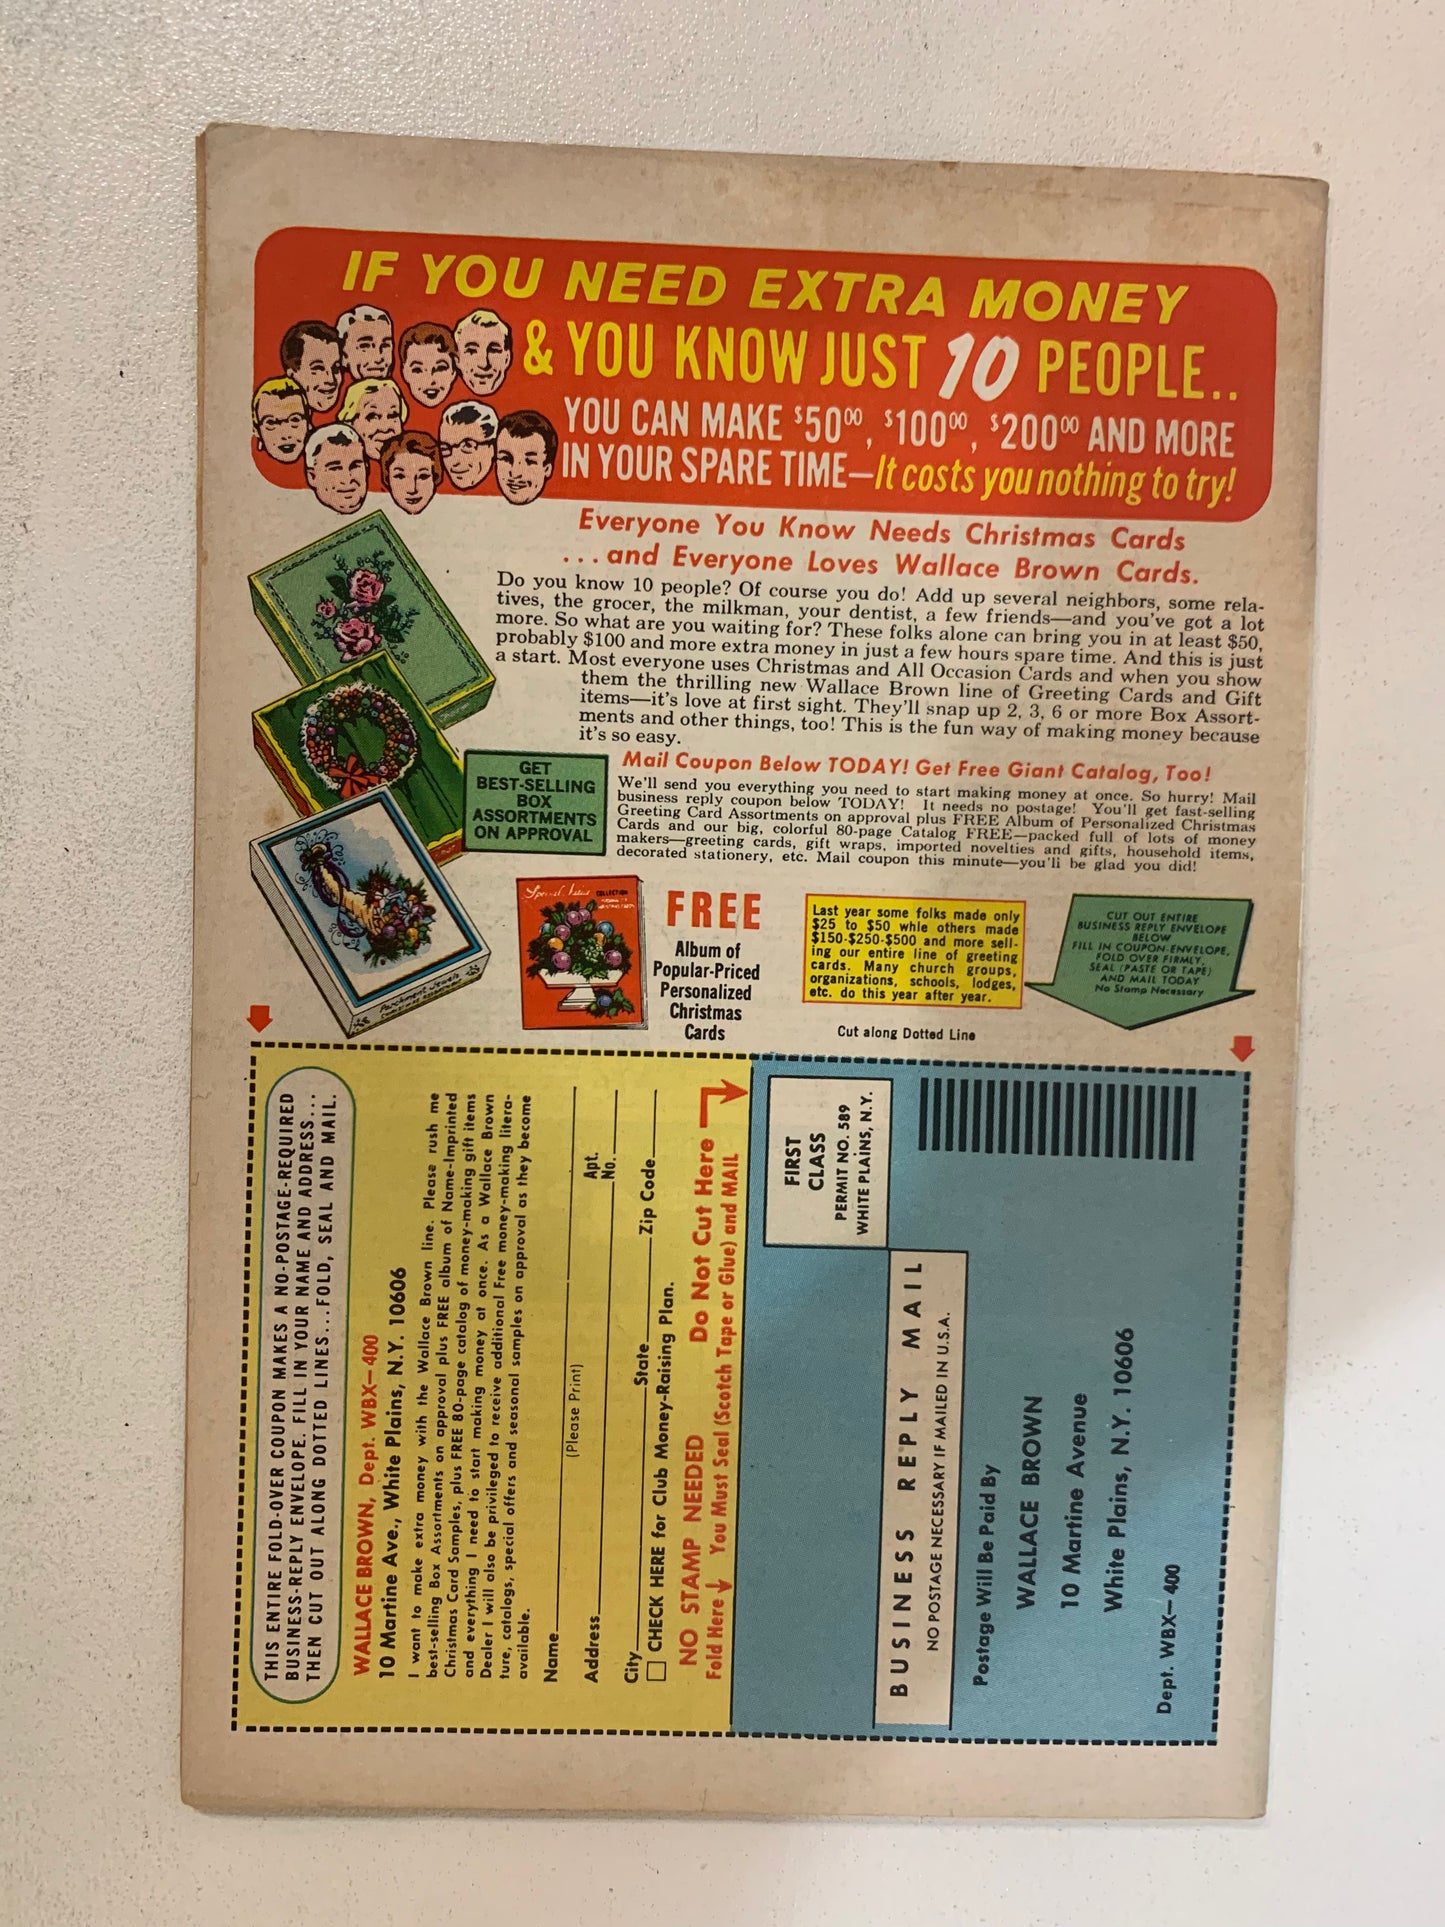 IF YOU NEED EXTRA MONEY
& YOU KNOW JUST 10 PEOPLE..
YOU CAN MAKE $50⁰⁰, $100⁰⁰, $200⁰⁰ AND MORE
IN YOUR SPARE TIME—It costs you nothing to try!
Everyone You Know Needs Christmas Cards
...and Everyone Loves Wallace Brown Cards.
Do you know 10 people? Of course you do! Add up several neighbors, some rela-
tives, the grocer, the milkman, your dentist, a few friends—and you've got a lot
more. So what are you waiting for? These folks alone can bring you in at least $50,
probably $100 and more extra money in just a few hours spare time. And this is just
a start. Most everyone uses Christmas and All Occasion Cards and when you show
them the thrilling new Wallace Brown line of Greeting Cards and Gift
items—it's love at first sight. They'll snap up 2, 3, 6 or more Box Assort-
ments and other things, too! This is the fun way of making money because
it's so easy.
GET
BEST-SELLING
BOX
ASSORTMENTS
ON APPROVAL
Mail Coupon Below TODAY! Get Free Giant Catalog, Too!
We'll send you everything you need to start making money at once. So hurry! Mail
business reply coupon below TODAY! It needs no postage! You'll get fast-selling
Greeting Card Assortments on approval plus FREE Album of Personalized Christmas
Cards and our big, colorful 80-page Catalog FREE—packed full of lots of money
makers—greeting cards, gift wraps, imported novelties and gifts, household items,
decorated stationery, etc. Mail coupon this minute—you'll be glad you did!
COLLECTION
FREE
Album of
Popular-Priced
Personalized
Christmas
Cards
Last year some folks made only
$25 to $50 whle others made
$150-$250-$500 and more sell-
ing our entire line of greeting
cards. Many church groups,
organizations, schools, lodges,
etc. do this year after year.
CUT OUT ENTIRE
BUSINESS REPLY ENVELOPE
BELOW
FILL IN COUPON-ENVELOPE,
FOLD OVER FIRMLY,
SEAL (PASTE OR TAPE)
AND MAIL TODAY
No Stamp Necessary
Cut along Dotted Line
THIS ENTIRE FOLD-OVER COUPON MAKES A NO-POSTAGE-REQUIRED
BUSINESS-REPLY ENVELOPE. FILL IN YOUR NAME AND ADDRESS...
THEN CUT OUT ALONG DOTTED LINES...FOLD, SEAL AND MAIL.
WALLACE BROWN, Dept. WBX—400
10 Martine Ave., White Plains, N.Y. 10606
I want to make extra money with the Wallace Brown line. Please rush me
best-selling Box Assortments on approval plus FREE album of Name-Imprinted
Christmas Card Samples, plus FREE 80-page catalog of money-making gift items
and everything I need to start making money at once. As a Wallace Brown
Dealer I will also be privileged to receive additional Free money-making litera-
ture, catalogs, special offers and seasonal samples on approval as they become
available.
Name
(Please Print)
Address Apt. No.
City State Zip Code
CHECK HERE for Club Money-Raising Plan.
NO STAMP NEEDED Do Not Cut Here
Fold Here You Must Seal (Scotch Tape or Glue) and MAIL
FIRST
CLASS
PERMIT NO. 589
WHITE PLAINS, N.Y.
BUSINESS REPLY MAIL
NO POSTAGE NECESSARY IF MAILED IN U.S.A.
Postage Will Be Paid By
WALLACE BROWN
10 Martine Avenue
White Plains, N.Y. 10606
Dept. WBX—400